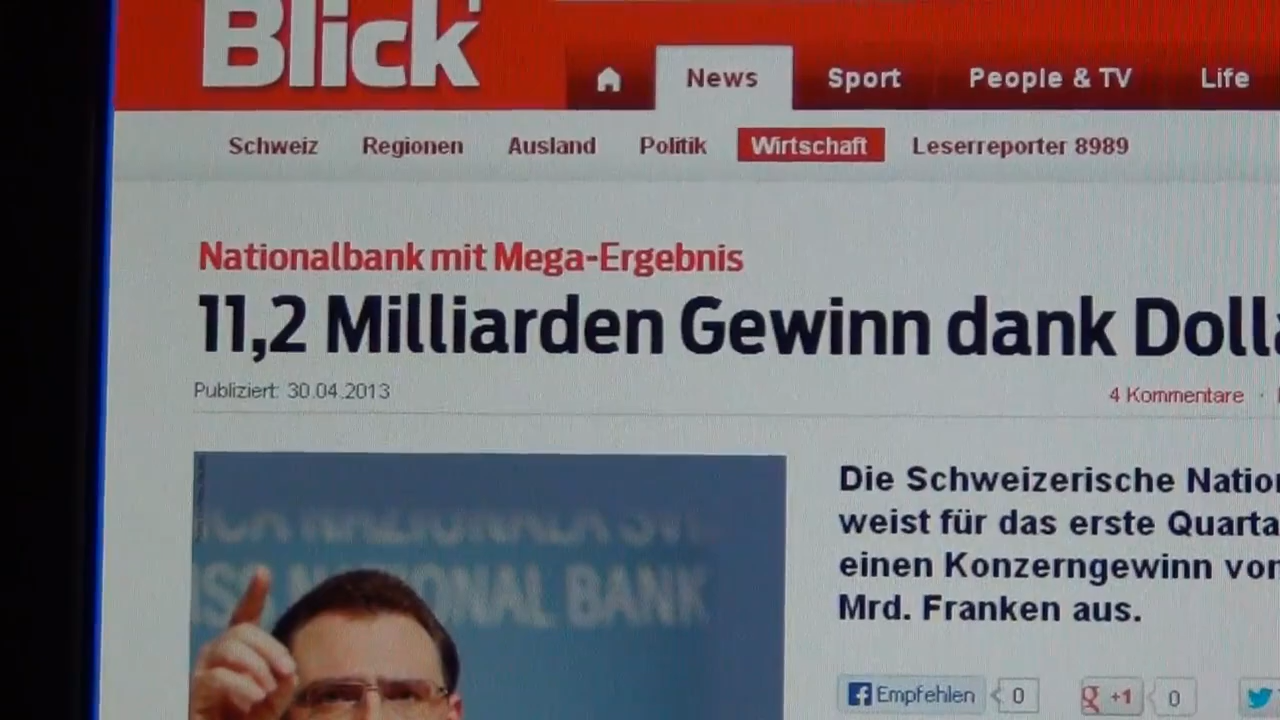 Blick
News Sport People & TV Life
Schweiz Regionen Ausland Politik Wirtschaft Leserreporter 8989
Nationalbank mit Mega-Ergebnis
11,2 Milliarden Gewinn dank
Publiziert: 30.04.2013
4 Kommentare
Die Schweizerische
weist für das erste
einen Konzerngewinn
Mrd. Franken aus.
NATIONAL BANK
Empfehlen 0 +1 0